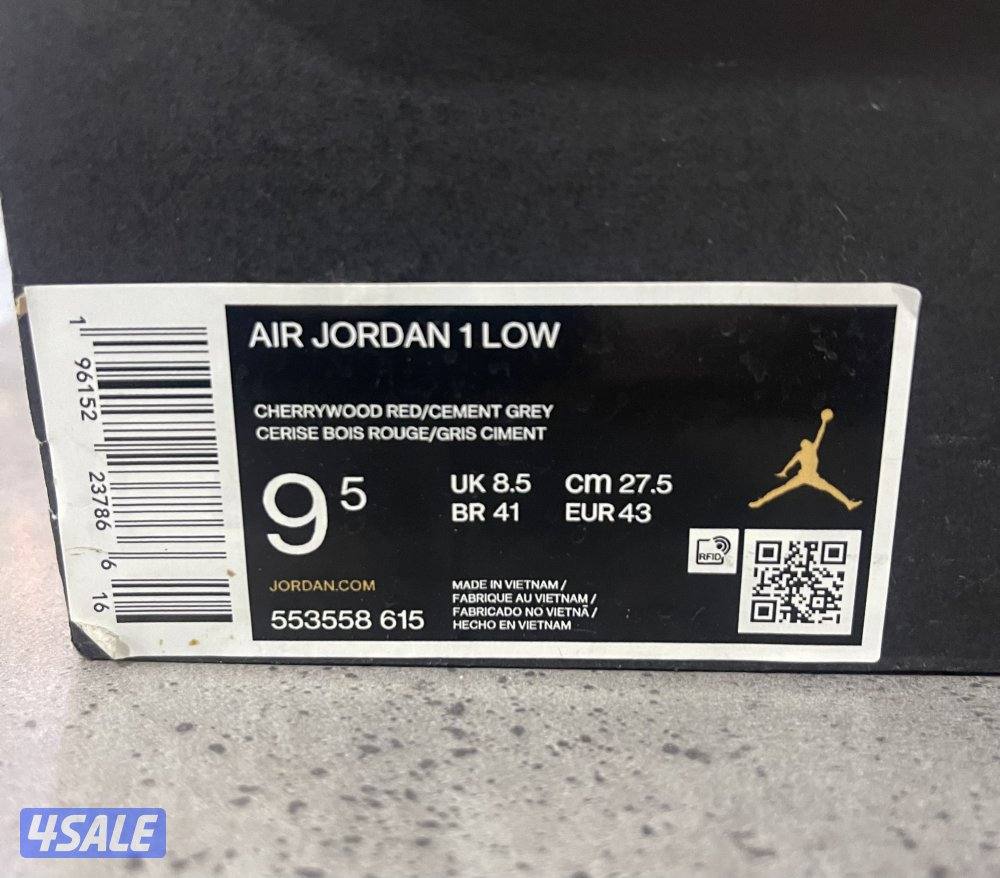 1 96152 23786 6 16
AIR JORDAN 1 LOW
CHERRYWOOD RED/CEMENT GREY
CERISE BOIS ROUGE/GRIS CIMENT
9 5
UK 8.5 cm 27.5
BR 41 EUR 43
RFID
JORDAN.COM
553558 615
MADE IN VIETNAM /
FABRIQUE AU VIETNAM /
FABRICADO NO VIETNÃ /
HECHO EN VIETNAM
4SALE